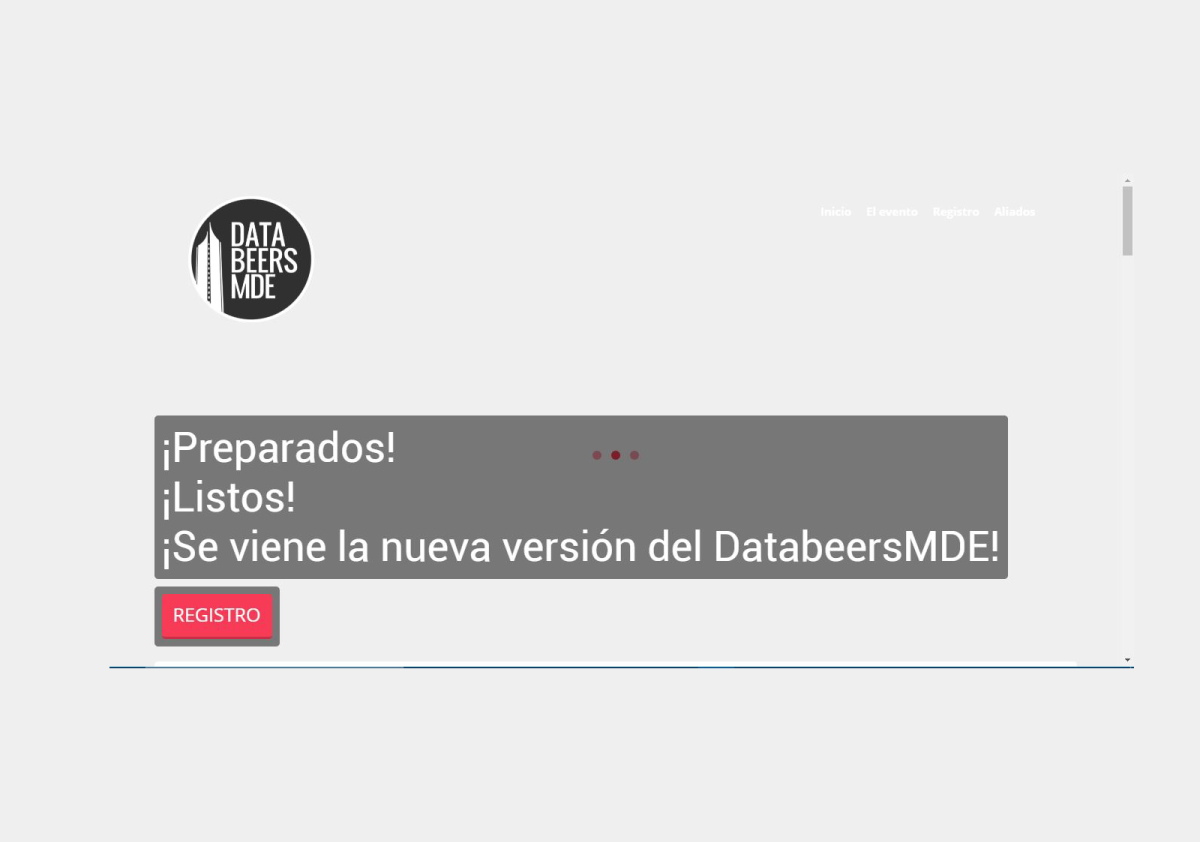 DATA
BEERS
MDE
Inicio El evento Registro Aliados
¡Preparados!
¡Listos!
¡Se viene la nueva versión del DatabeersMDE!
REGISTRO